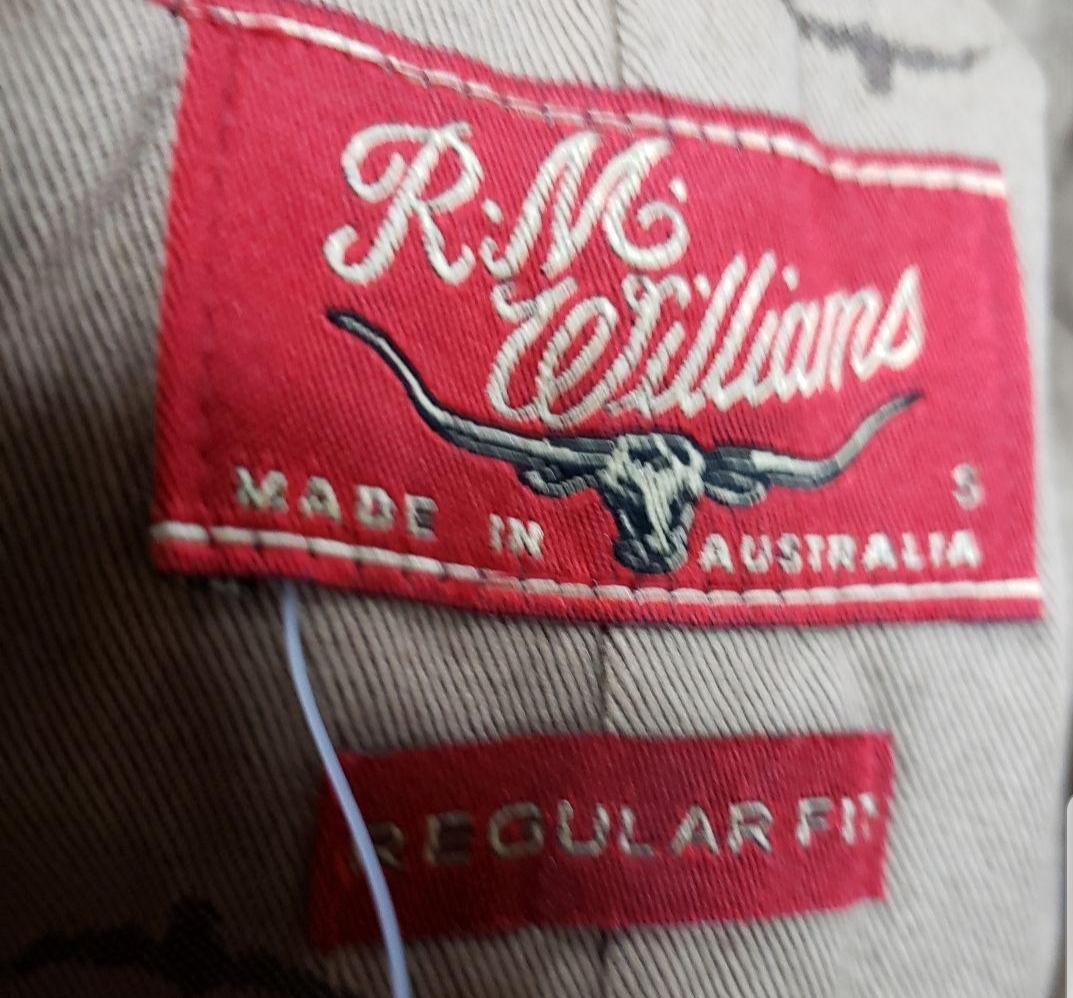 R.M.
Williams
S
MADE IN AUSTRALIA
REGULAR FIT